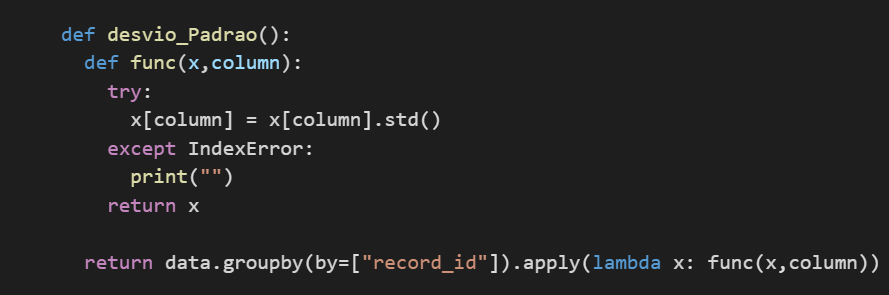 def desvio_Padrao():
  def func(x,column):
    try:
      x[column] = x[column].std()
    except IndexError:
      print("")
    return x

  return data.groupby(by=["record_id"]).apply(lambda x: func(x,column))